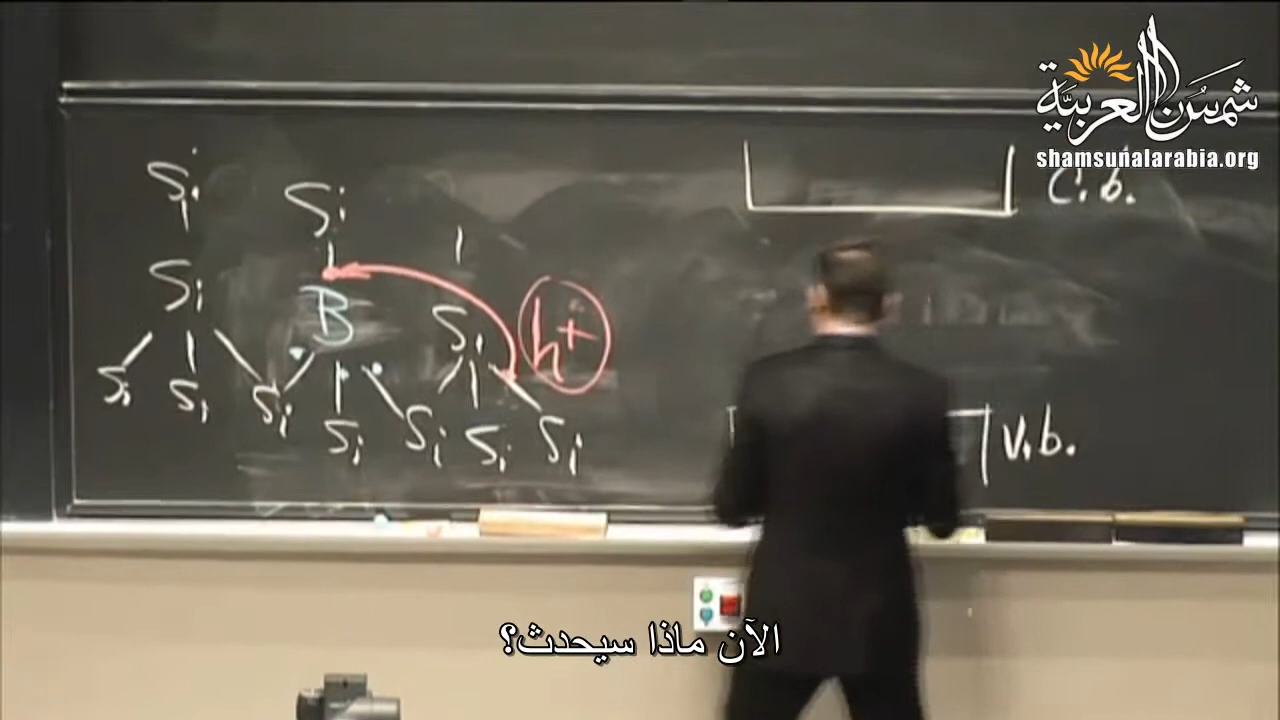 شمس العربية
shamsunalarabia.org
Si Si
Si B Si h+
Si Si Si Si Si Si Si
c.b.
v.b.
الآن ماذا سيحدث؟